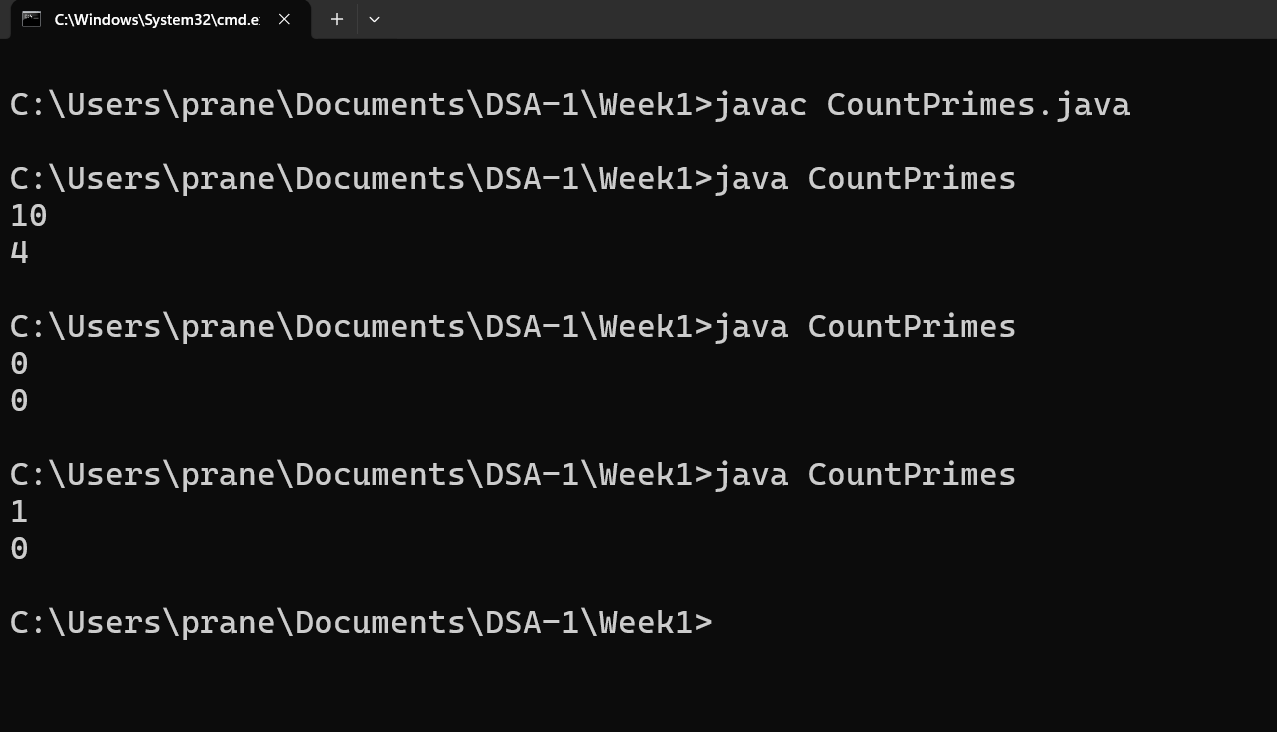 C:\Windows\System32\cmd.e
C:\Users\prane\Documents\DSA-1\Week1>javac CountPrimes.java
C:\Users\prane\Documents\DSA-1\Week1>java CountPrimes
10
4
C:\Users\prane\Documents\DSA-1\Week1>java CountPrimes
0
0
C:\Users\prane\Documents\DSA-1\Week1>java CountPrimes
1
0
C:\Users\prane\Documents\DSA-1\Week1>